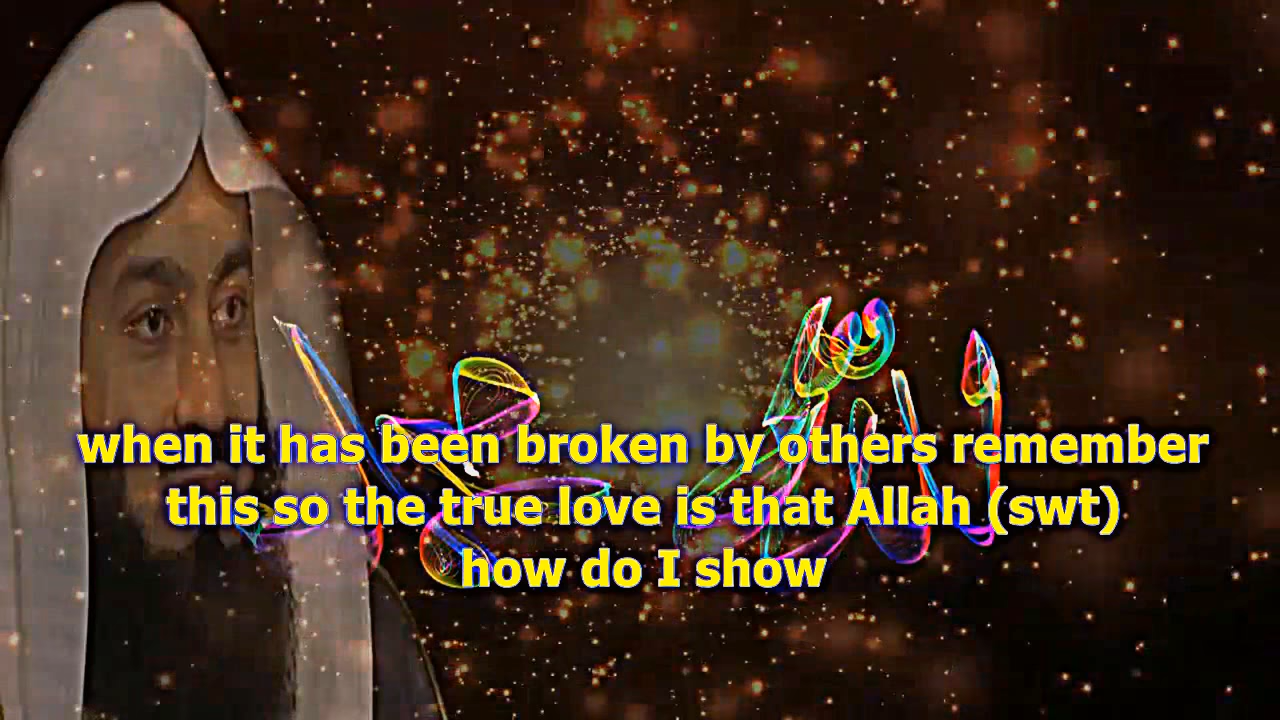 when it has been broken by others remember
this so the true love is that Allah (swt)
how do I show